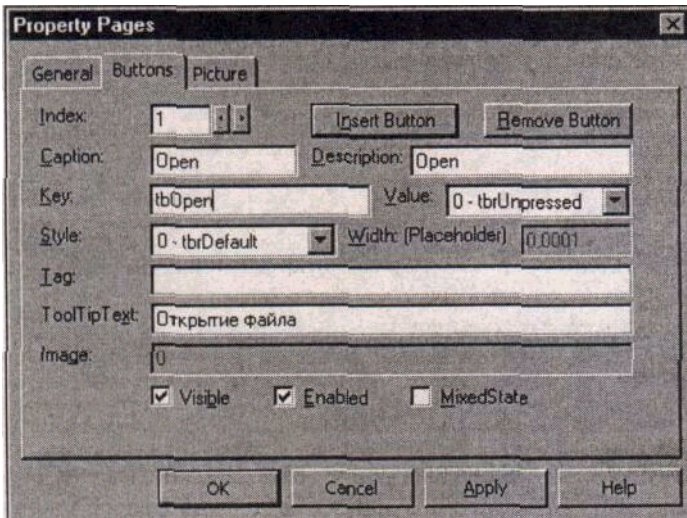 Property Pages
General Buttons Picture
Index: 1 Insert Button Remove Button
Caption: Open Description: Open
Key: tbOpen Value: 0 - tbrUnpressed
Style: 0 - tbrDefault Width: (Placeholder) 0.0001
Tag:
ToolTipText: Открытие файла
Image: 0
Visible Enabled MixedState
OK Cancel Apply Help